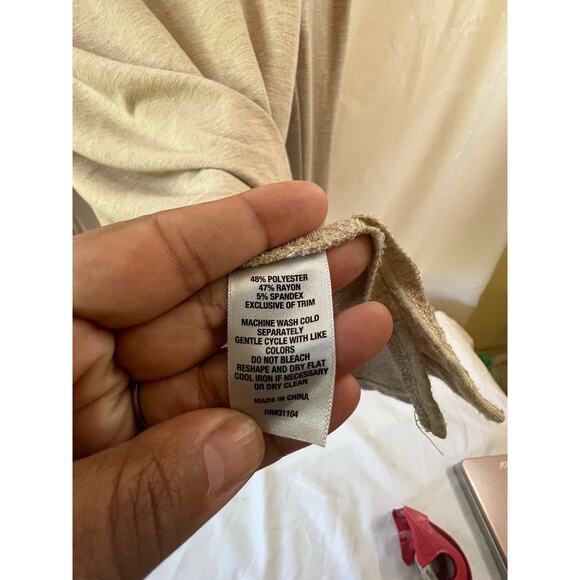 48% POLYESTER
47% RAYON
5% SPANDEX
EXCLUSIVE OF TRIM
MACHINE WASH COLD
SEPARATELY
GENTLE CYCLE WITH LIKE
COLORS
DO NOT BLEACH
RESHAPE AND DRY FLAT
COOL IRON IF NECESSARY
OR DRY CLEAN
MADE IN CHINA
RN#31104